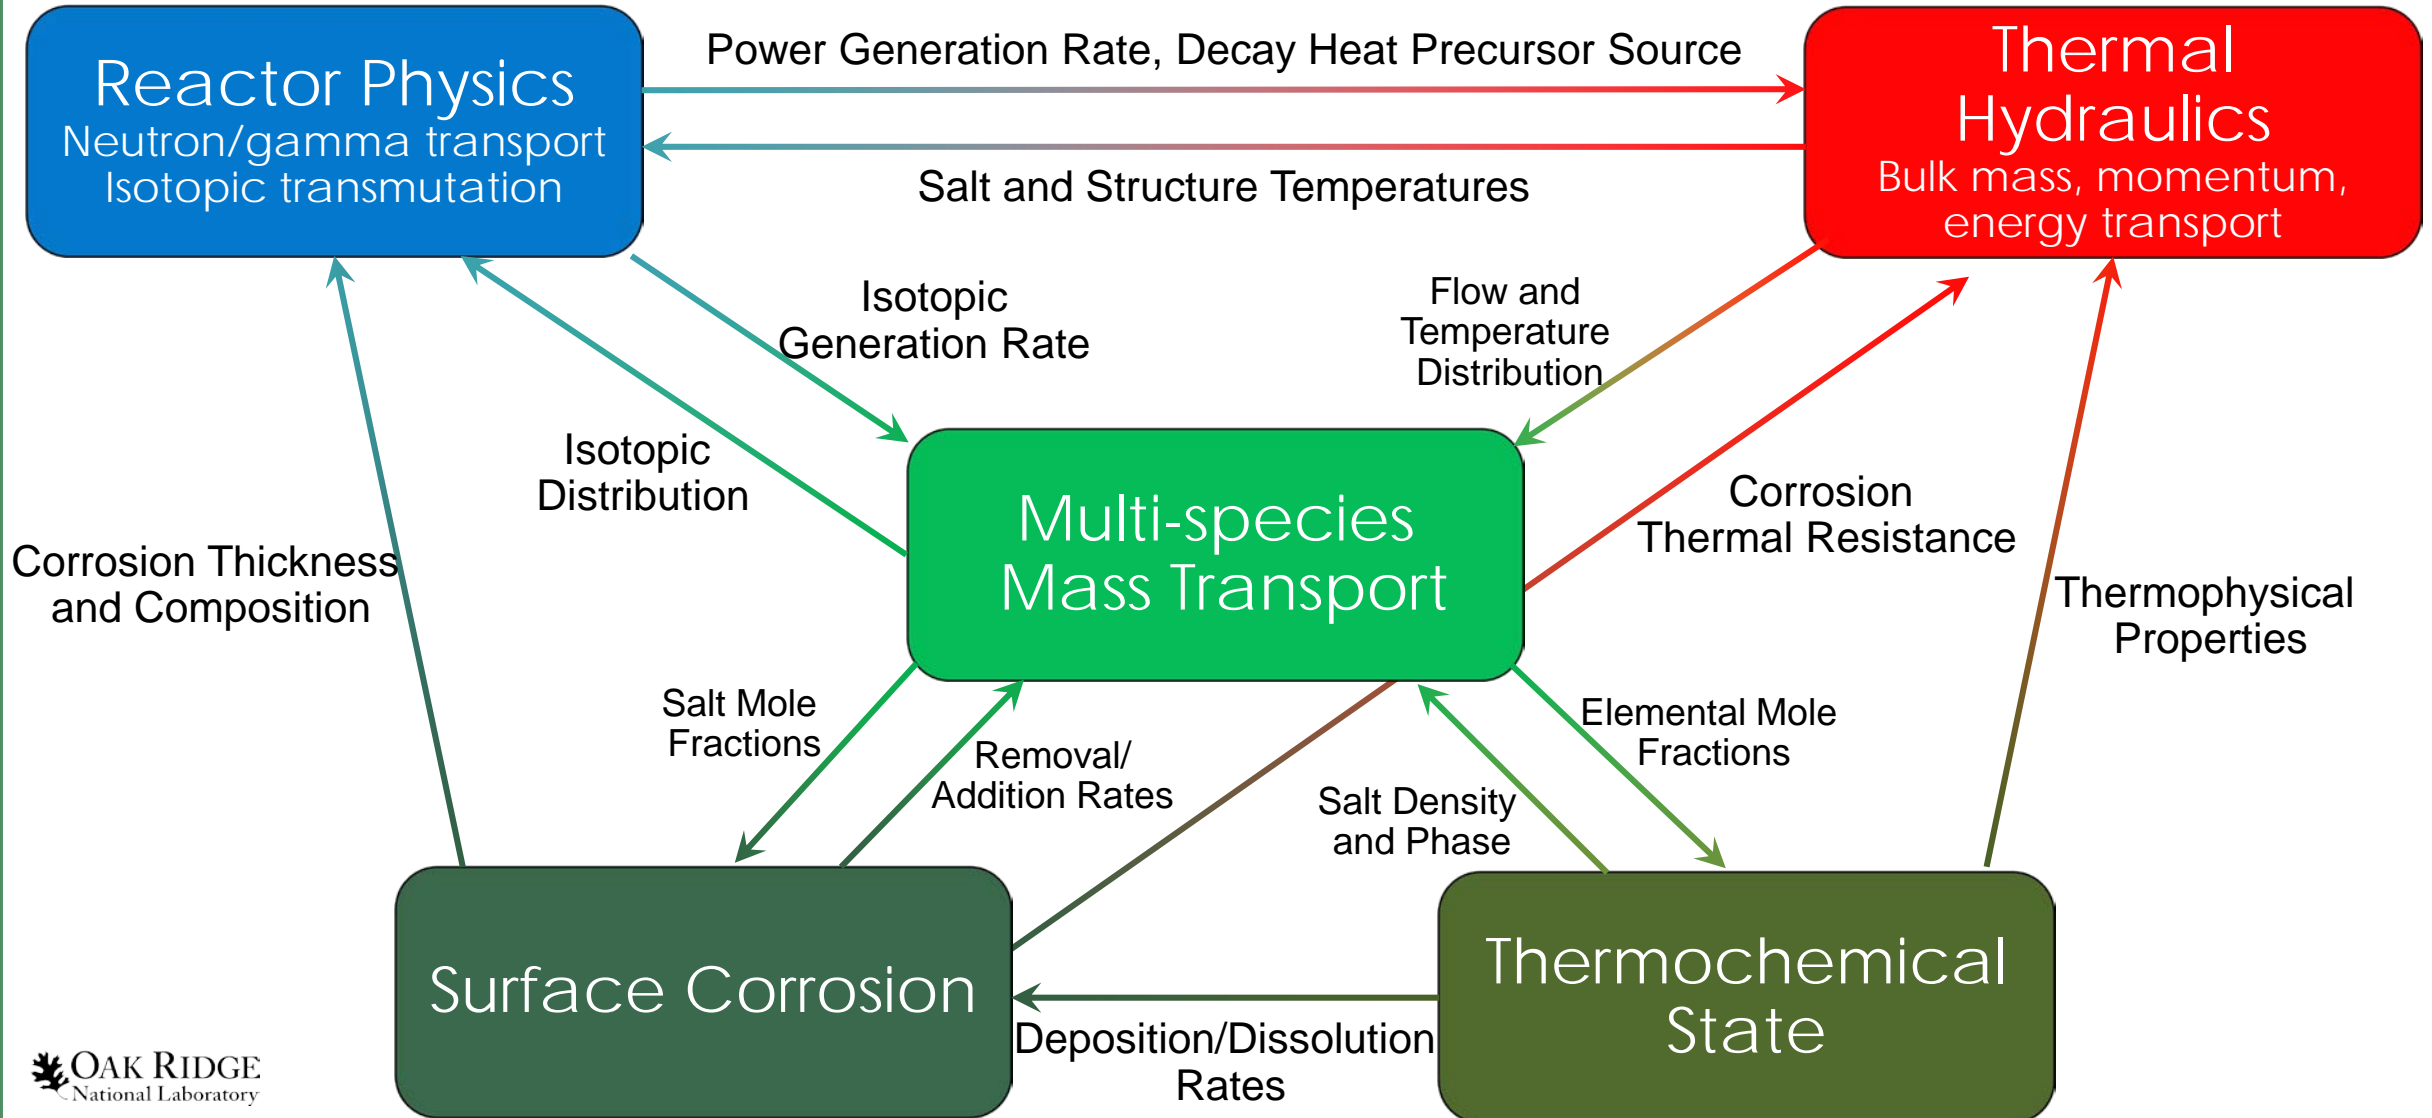 Reactor Physics
Neutron/gamma transport
Isotopic transmutation
Power Generation Rate, Decay Heat Precursor Source
Salt and Structure Temperatures
Thermal
Hydraulics
Bulk mass, momentum,
energy transport
Isotopic
Generation Rate
Flow and
Temperature
Distribution
Isotopic
Distribution
Multi-species
Mass Transport
Corrosion
Thermal Resistance
Corrosion Thickness
and Composition
Thermophysical
Properties
Salt Mole
Fractions
Removal/
Addition Rates
Salt Density
and Phase
Elemental Mole
Fractions
Surface Corrosion
Deposition/Dissolution
Rates
Thermochemical
State
OAK RIDGE
National Laboratory